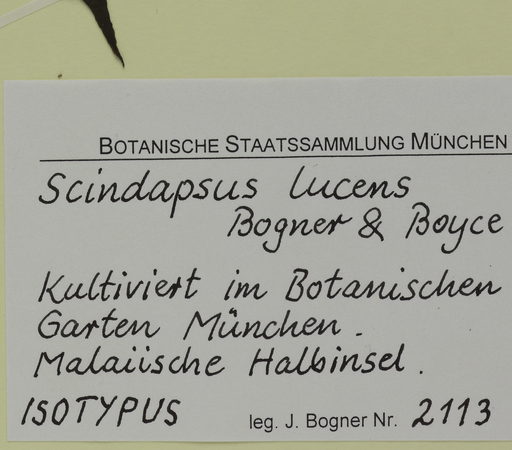 BOTANISCHE STAATSSAMMLUNG MÜNCHEN
Scindapsus lucens
Bogner & Boyce
Kultiviert im Botanischen
Garten München.
Malaiische Halbinsel.
ISOTYPUS leg. J. Bogner Nr. 2113